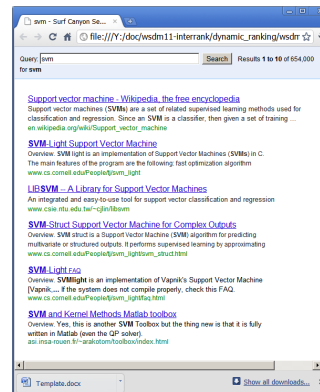 svm - Surf Canyon Se...
file:///Y:/doc/wsdm11-interrank/dynamic_ranking/wsdm
Query: svm Search Results 1 to 10 of 654,000
for svm
Support vector machine - Wikipedia, the free encyclopedia
Support vector machines (SVMs) are a set of related supervised learning methods used for
classification and regression. Since an SVM is a classifier, then given a set of training ...
en.wikipedia.org/wiki/Support_vector_machine
SVM-Light Support Vector Machine
Overview. SVM light is an implementation of Support Vector Machines (SVMs) in C.
The main features of the program are the following: fast optimization algorithm
www.cs.cornell.edu/People/tj/svm_light
LIBSVM -- A Library for Support Vector Machines
An integrated and easy-to-use tool for support vector classification and regression
www.csie.ntu.edu.tw/~cjlin/libsvm
SVM-Struct Support Vector Machine for Complex Outputs
Overview. SVM struct is a Support Vector Machine (SVM) algorithm for predicting
multivariate or structured outputs. It performs supervised learning by approximating
www.cs.cornell.edu/People/tj/svm_light/svm_struct.html
SVM-Light FAQ
SVMlight is an implementation of Vapnik's Support Vector Machine
[Vapnik,... If the system does not compile properly, check this FAQ.
www.cs.cornell.edu/People/tj/svm_light/faq.html
SVM and Kernel Methods Matlab toolbox
Overview. Yes, this is another SVM Toolbox but the thing new is that it is fully
written in Matlab (even the QP solver).
asi.insa-rouen.fr/~arakotom/toolbox/index.html
Template.docx
Show all downloads...